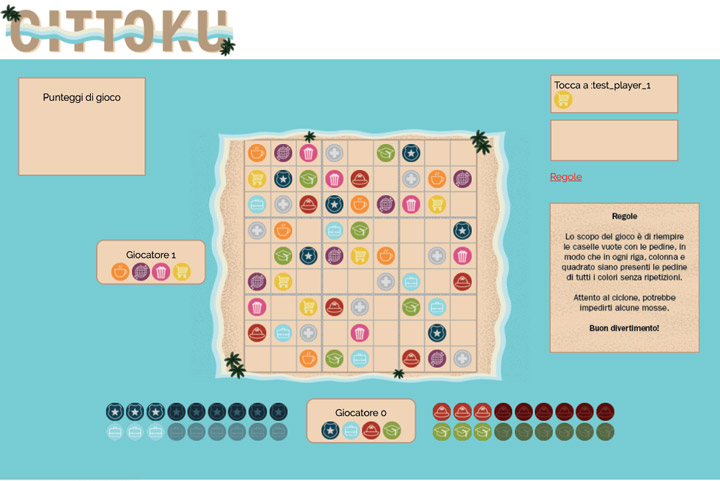 CITTOKU
Punteggi di gioco
Tocca a :test_player_1
Regole
Giocatore 1
Regole
Lo scopo del gioco è di riempire
le caselle vuote con le pedine, in
modo che in ogni riga, colonna e
quadrato siano presenti le pedine
di tutti i colori senza ripetizioni.
Attento al ciclone, potrebbe
impedirti alcune mosse.
Buon divertimento!
Giocatore 0